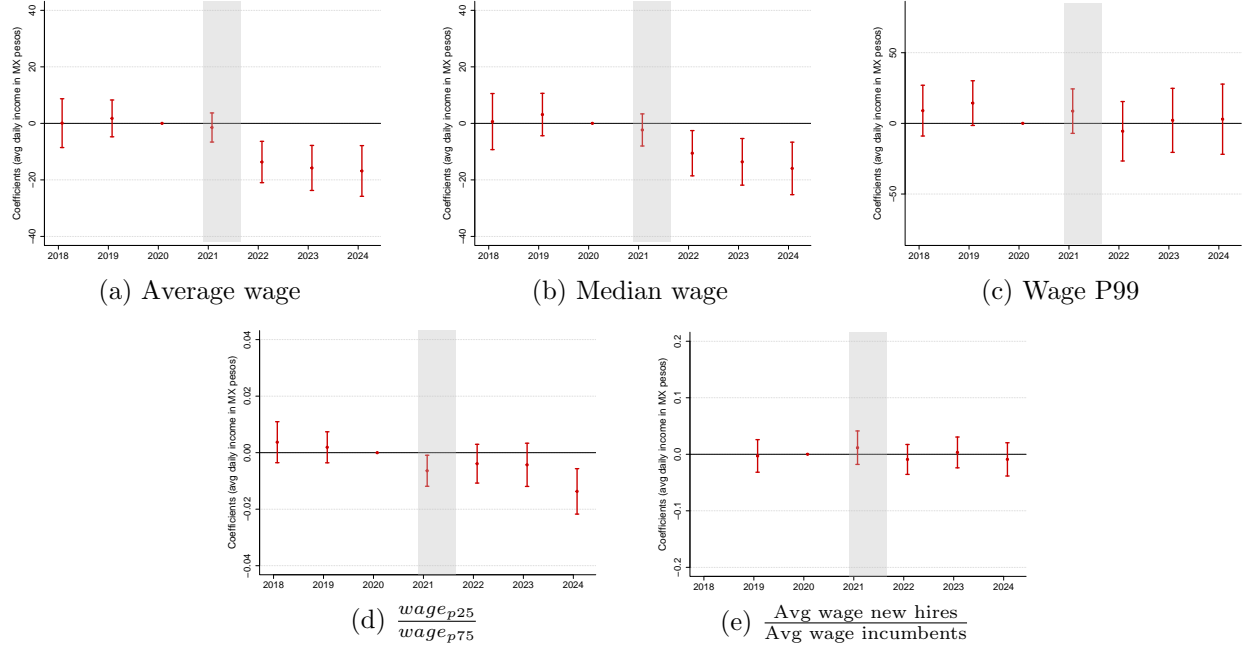 Coefficients (avg daily income in MX pesos)
40
20
0
−20
−40
2018 2019 2020 2021 2022 2023 2024
(a) Average wage
Coefficients (avg daily income in MX pesos)
40
20
0
−20
−40
2018 2019 2020 2021 2022 2023 2024
(b) Median wage
Coefficients (avg daily income in MX pesos)
50
0
−50
2018 2019 2020 2021 2022 2023 2024
(c) Wage P99
Coefficients (avg daily income in MX pesos)
0.04
0.02
0.00
−0.02
−0.04
2018 2019 2020 2021 2022 2023 2024
(d) wage_p25 / wage_p75
Coefficients (avg daily income in MX pesos)
0.2
0.1
0.0
−0.1
−0.2
2018 2019 2020 2021 2022 2023 2024
(e) Avg wage new hires / Avg wage incumbents